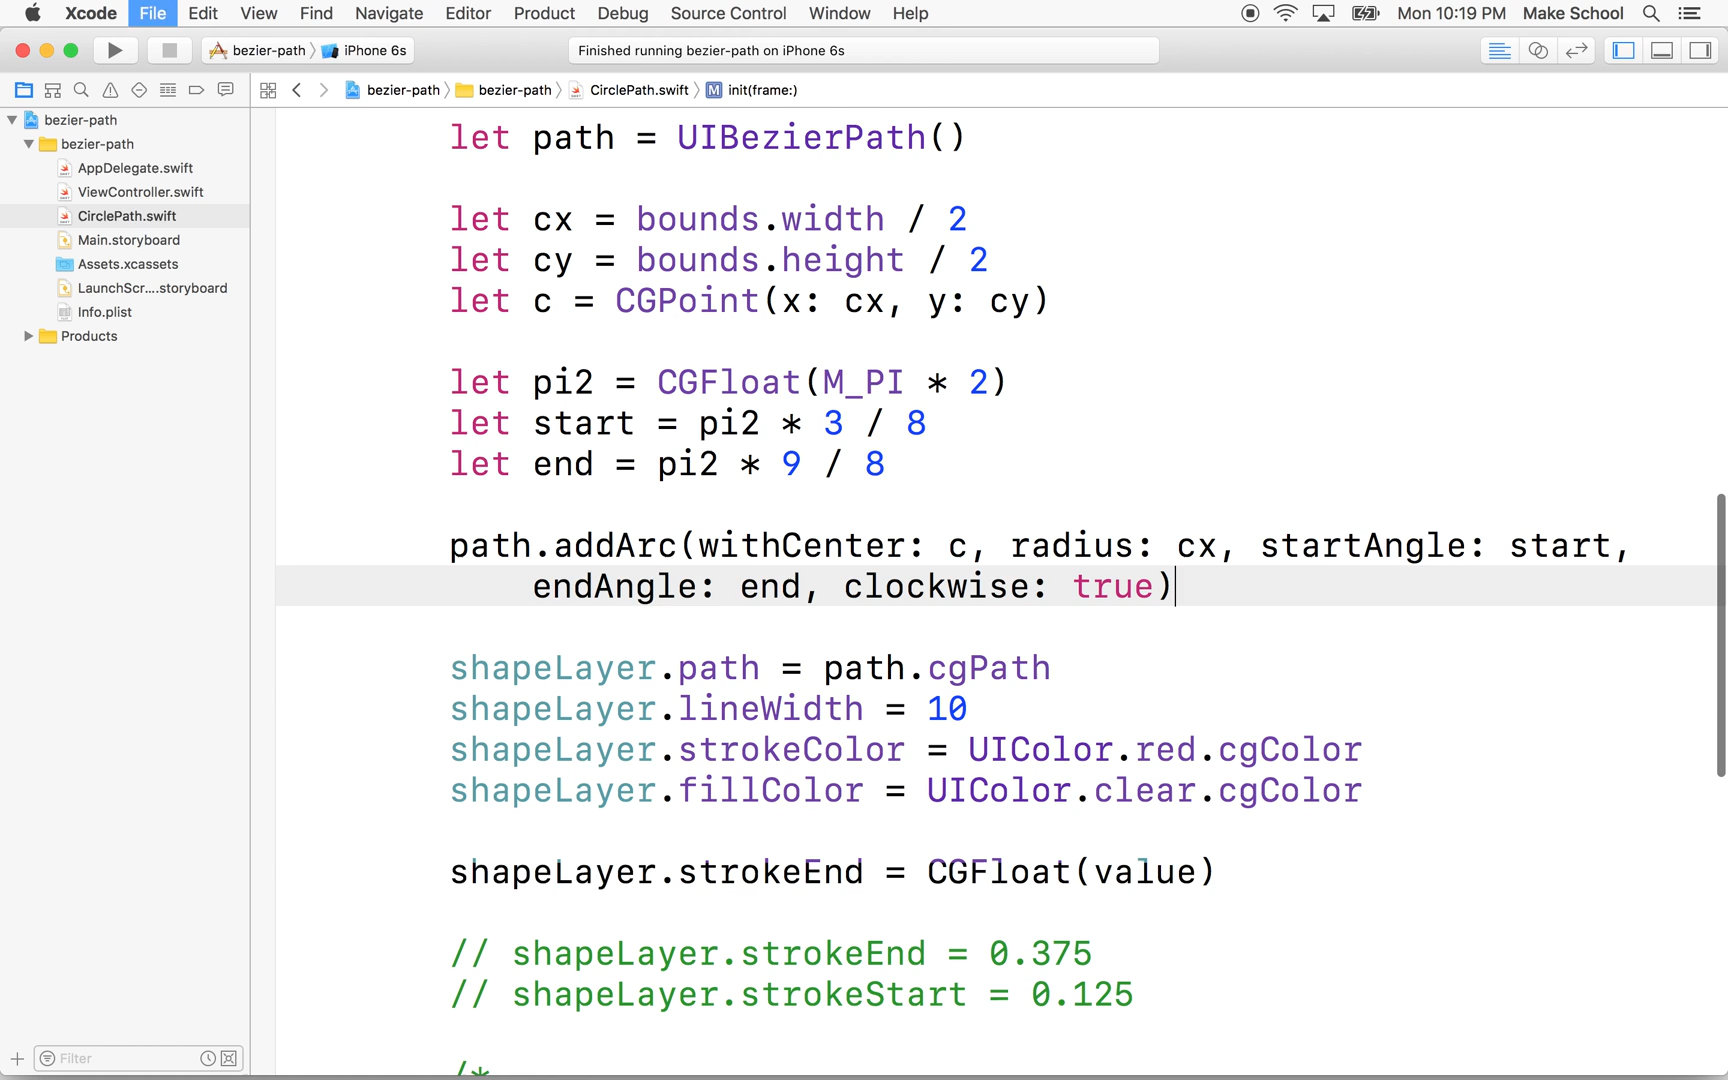 Xcode File Edit View Find Navigate Editor Product Debug Source Control Window Help Mon 10:19 PM Make School
bezier-path iPhone 6s Finished running bezier-path on iPhone 6s
bezier-path bezier-path CirclePath.swift M init(frame:)
bezier-path
bezier-path
AppDelegate.swift
ViewController.swift
CirclePath.swift
Main.storyboard
Assets.xcassets
LaunchScr....storyboard
Info.plist
Products
Filter
let path = UIBezierPath()
let cx = bounds.width / 2
let cy = bounds.height / 2
let c = CGPoint(x: cx, y: cy)
let pi2 = CGFloat(M_PI * 2)
let start = pi2 * 3 / 8
let end = pi2 * 9 / 8
path.addArc(withCenter: c, radius: cx, startAngle: start,
endAngle: end, clockwise: true)
shapeLayer.path = path.cgPath
shapeLayer.lineWidth = 10
shapeLayer.strokeColor = UIColor.red.cgColor
shapeLayer.fillColor = UIColor.clear.cgColor
shapeLayer.strokeEnd = CGFloat(value)
// shapeLayer.strokeEnd = 0.375
// shapeLayer.strokeStart = 0.125
/*